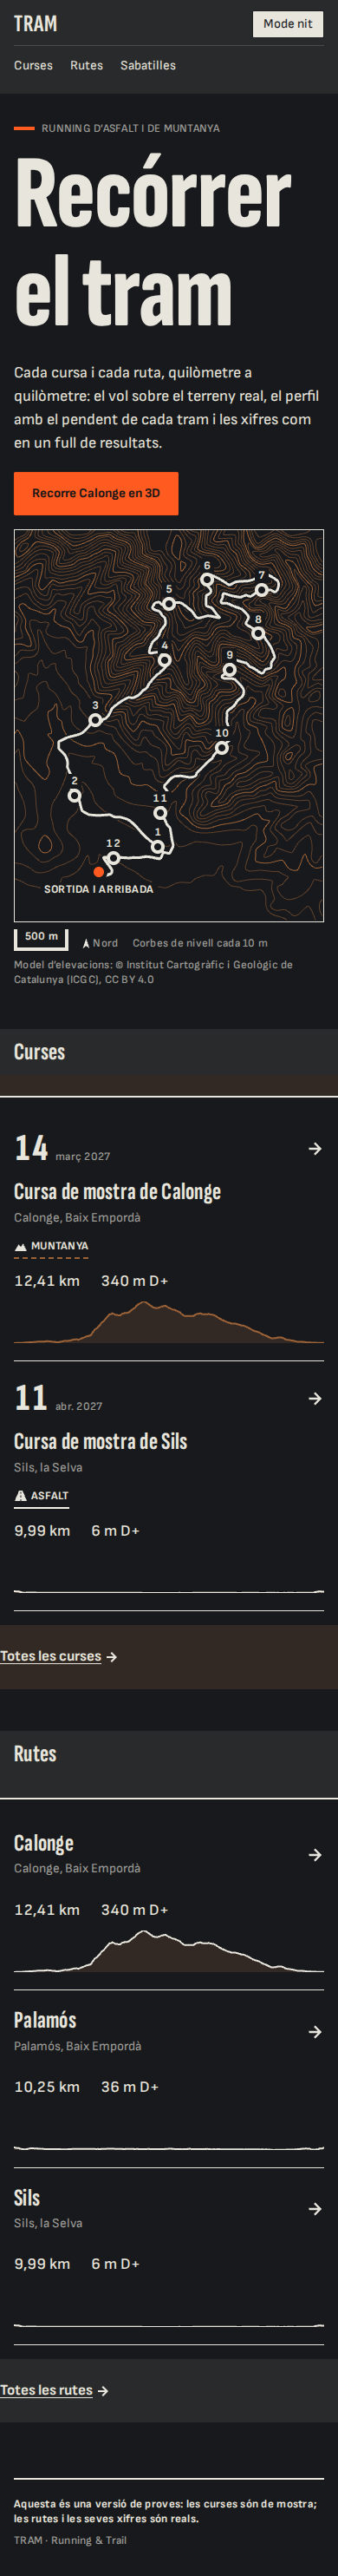 TRAM
Mode nit
Curses Rutes Sabatilles
RUNNING D'ASFALT I DE MUNTANYA
Recórrer
el tram
Cada cursa i cada ruta, quilòmetre a
quilòmetre: el vol sobre el terreny real, el perfil
amb el pendent de cada tram i les xifres com
en un full de resultats.
Recorre Calonge en 3D
6
7
5
8
4
9
3
10
2
11
1
12
SORTIDA I ARRIBADA
500 m Nord Corbes de nivell cada 10 m
Model d'elevacions: © Institut Cartogràfic i Geològic de
Catalunya (ICGC), CC BY 4.0
Curses
14 març 2027 →
Cursa de mostra de Calonge
Calonge, Baix Empordà
MUNTANYA
12,41 km 340 m D+
11 abr. 2027 →
Cursa de mostra de Sils
Sils, la Selva
ASFALT
9,99 km 6 m D+
Totes les curses →
Rutes
Calonge →
Calonge, Baix Empordà
12,41 km 340 m D+
Palamós →
Palamós, Baix Empordà
10,25 km 36 m D+
Sils →
Sils, la Selva
9,99 km 6 m D+
Totes les rutes →
Aquesta és una versió de proves: les curses són de mostra;
les rutes i les seves xifres són reals.
TRAM · Running & Trail